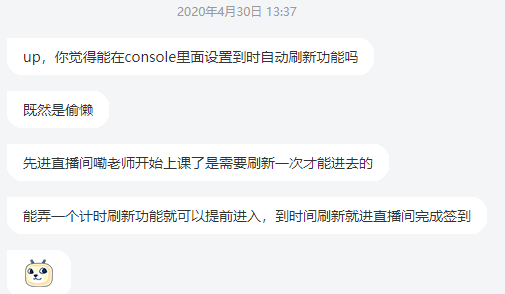 2020年4月30日 13:37
up，你觉得能在console里面设置到时自动刷新功能吗
既然是偷懒
先进直播间嘞老师开始上课了是需要刷新一次才能进去的
能弄一个计时刷新功能就可以提前进入，到时间刷新就进直播间完成签到